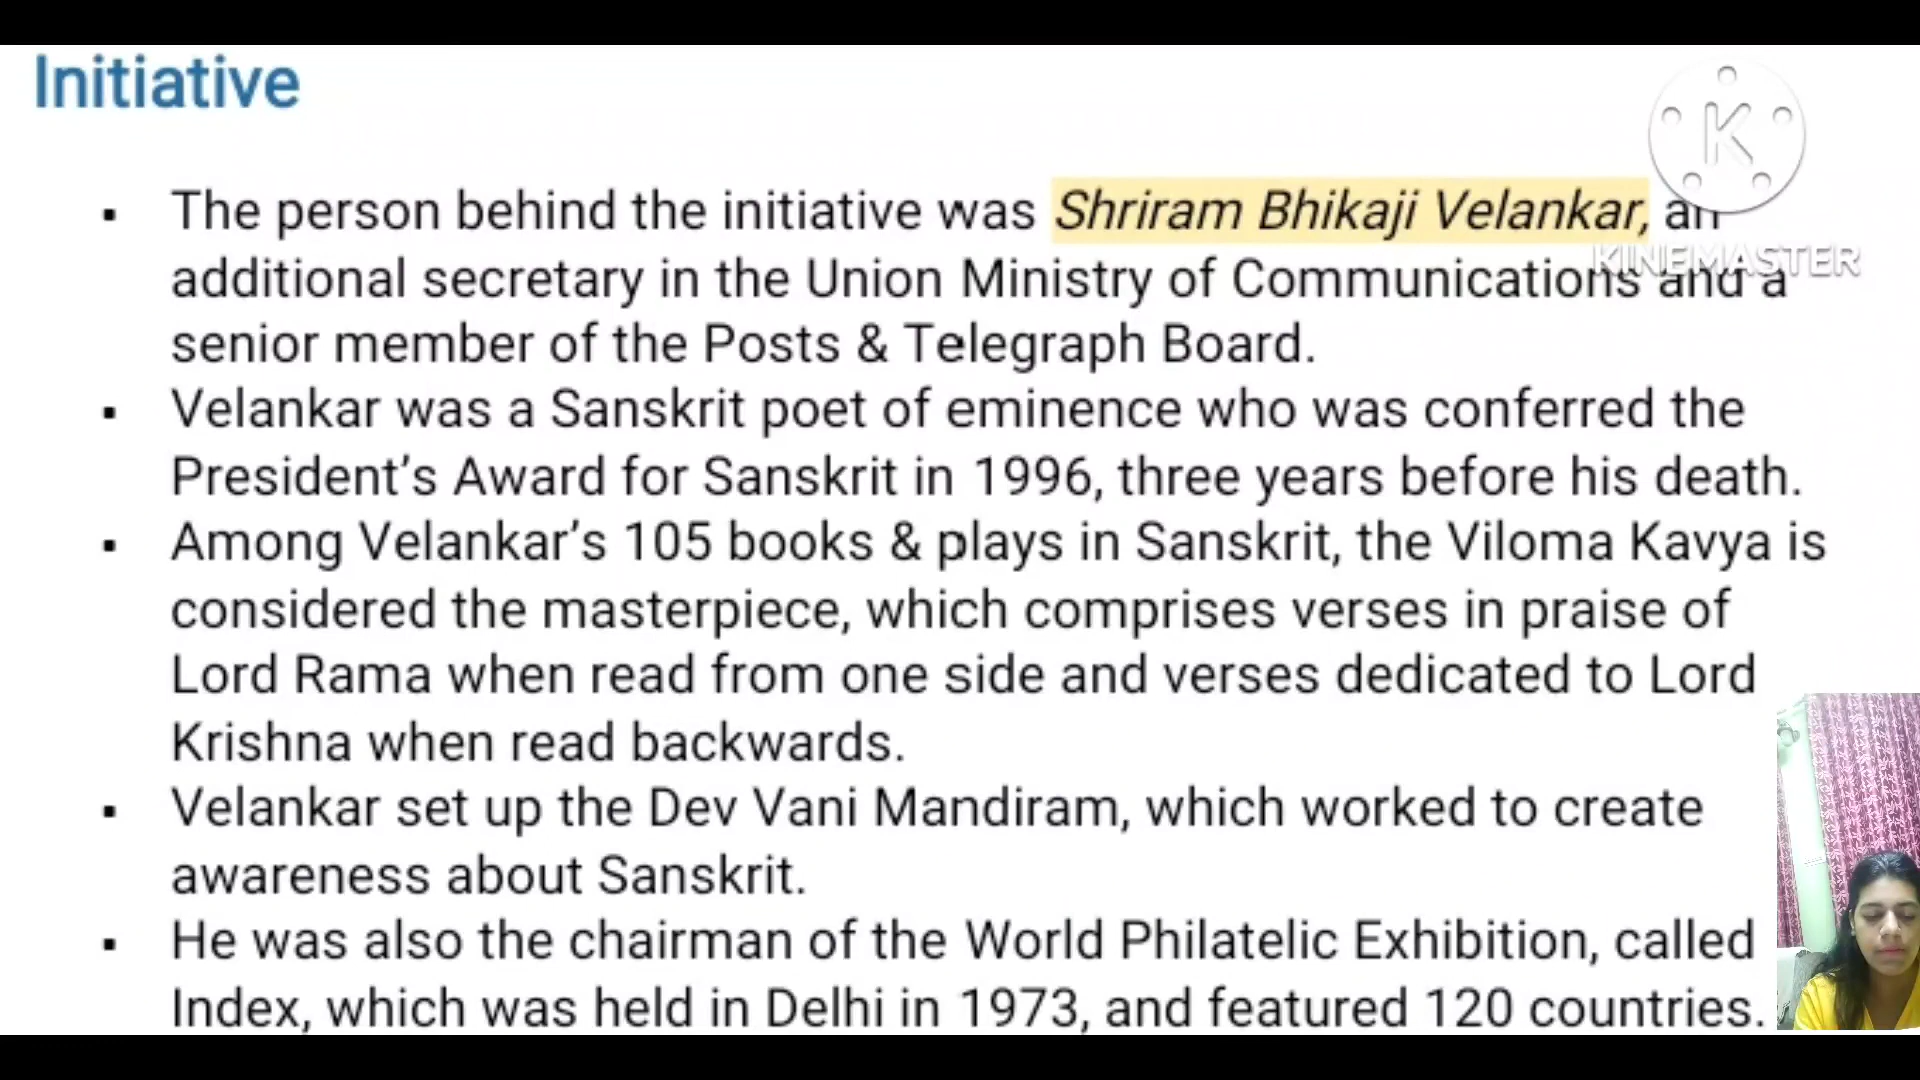 Initiative
The person behind the initiative was Shriram Bhikaji Velankar, an
additional secretary in the Union Ministry of Communications and a
senior member of the Posts & Telegraph Board.
Velankar was a Sanskrit poet of eminence who was conferred the
President's Award for Sanskrit in 1996, three years before his death.
Among Velankar's 105 books & plays in Sanskrit, the Viloma Kavya is
considered the masterpiece, which comprises verses in praise of
Lord Rama when read from one side and verses dedicated to Lord
Krishna when read backwards.
Velankar set up the Dev Vani Mandiram, which worked to create
awareness about Sanskrit.
He was also the chairman of the World Philatelic Exhibition, called
Index, which was held in Delhi in 1973, and featured 120 countries.
K
KINEMASTER